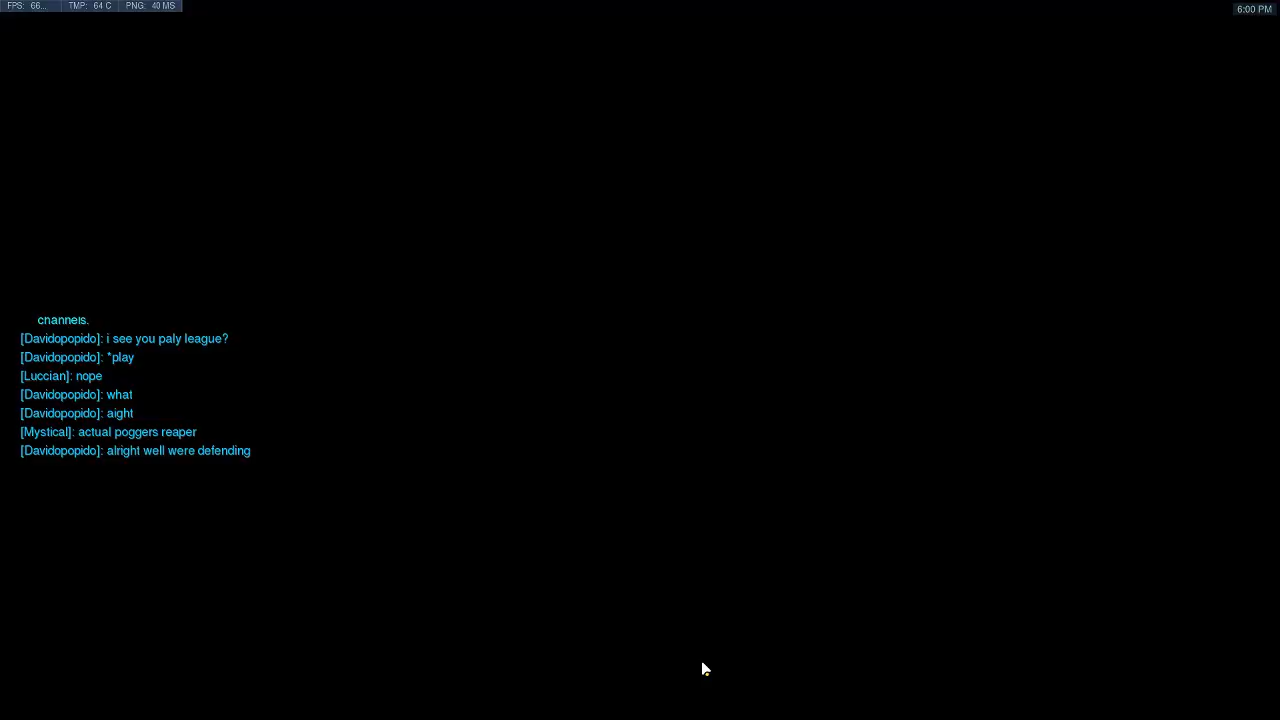 FPS: 66... TMP: 64 C PNG: 40 MS
6:00 PM
channels.
[Davidopopido]: i see you paly league?
[Davidopopido]: *play
[Luccian]: nope
[Davidopopido]: what
[Davidopopido]: aight
[Mystical]: actual poggers reaper
[Davidopopido]: alright well were defending